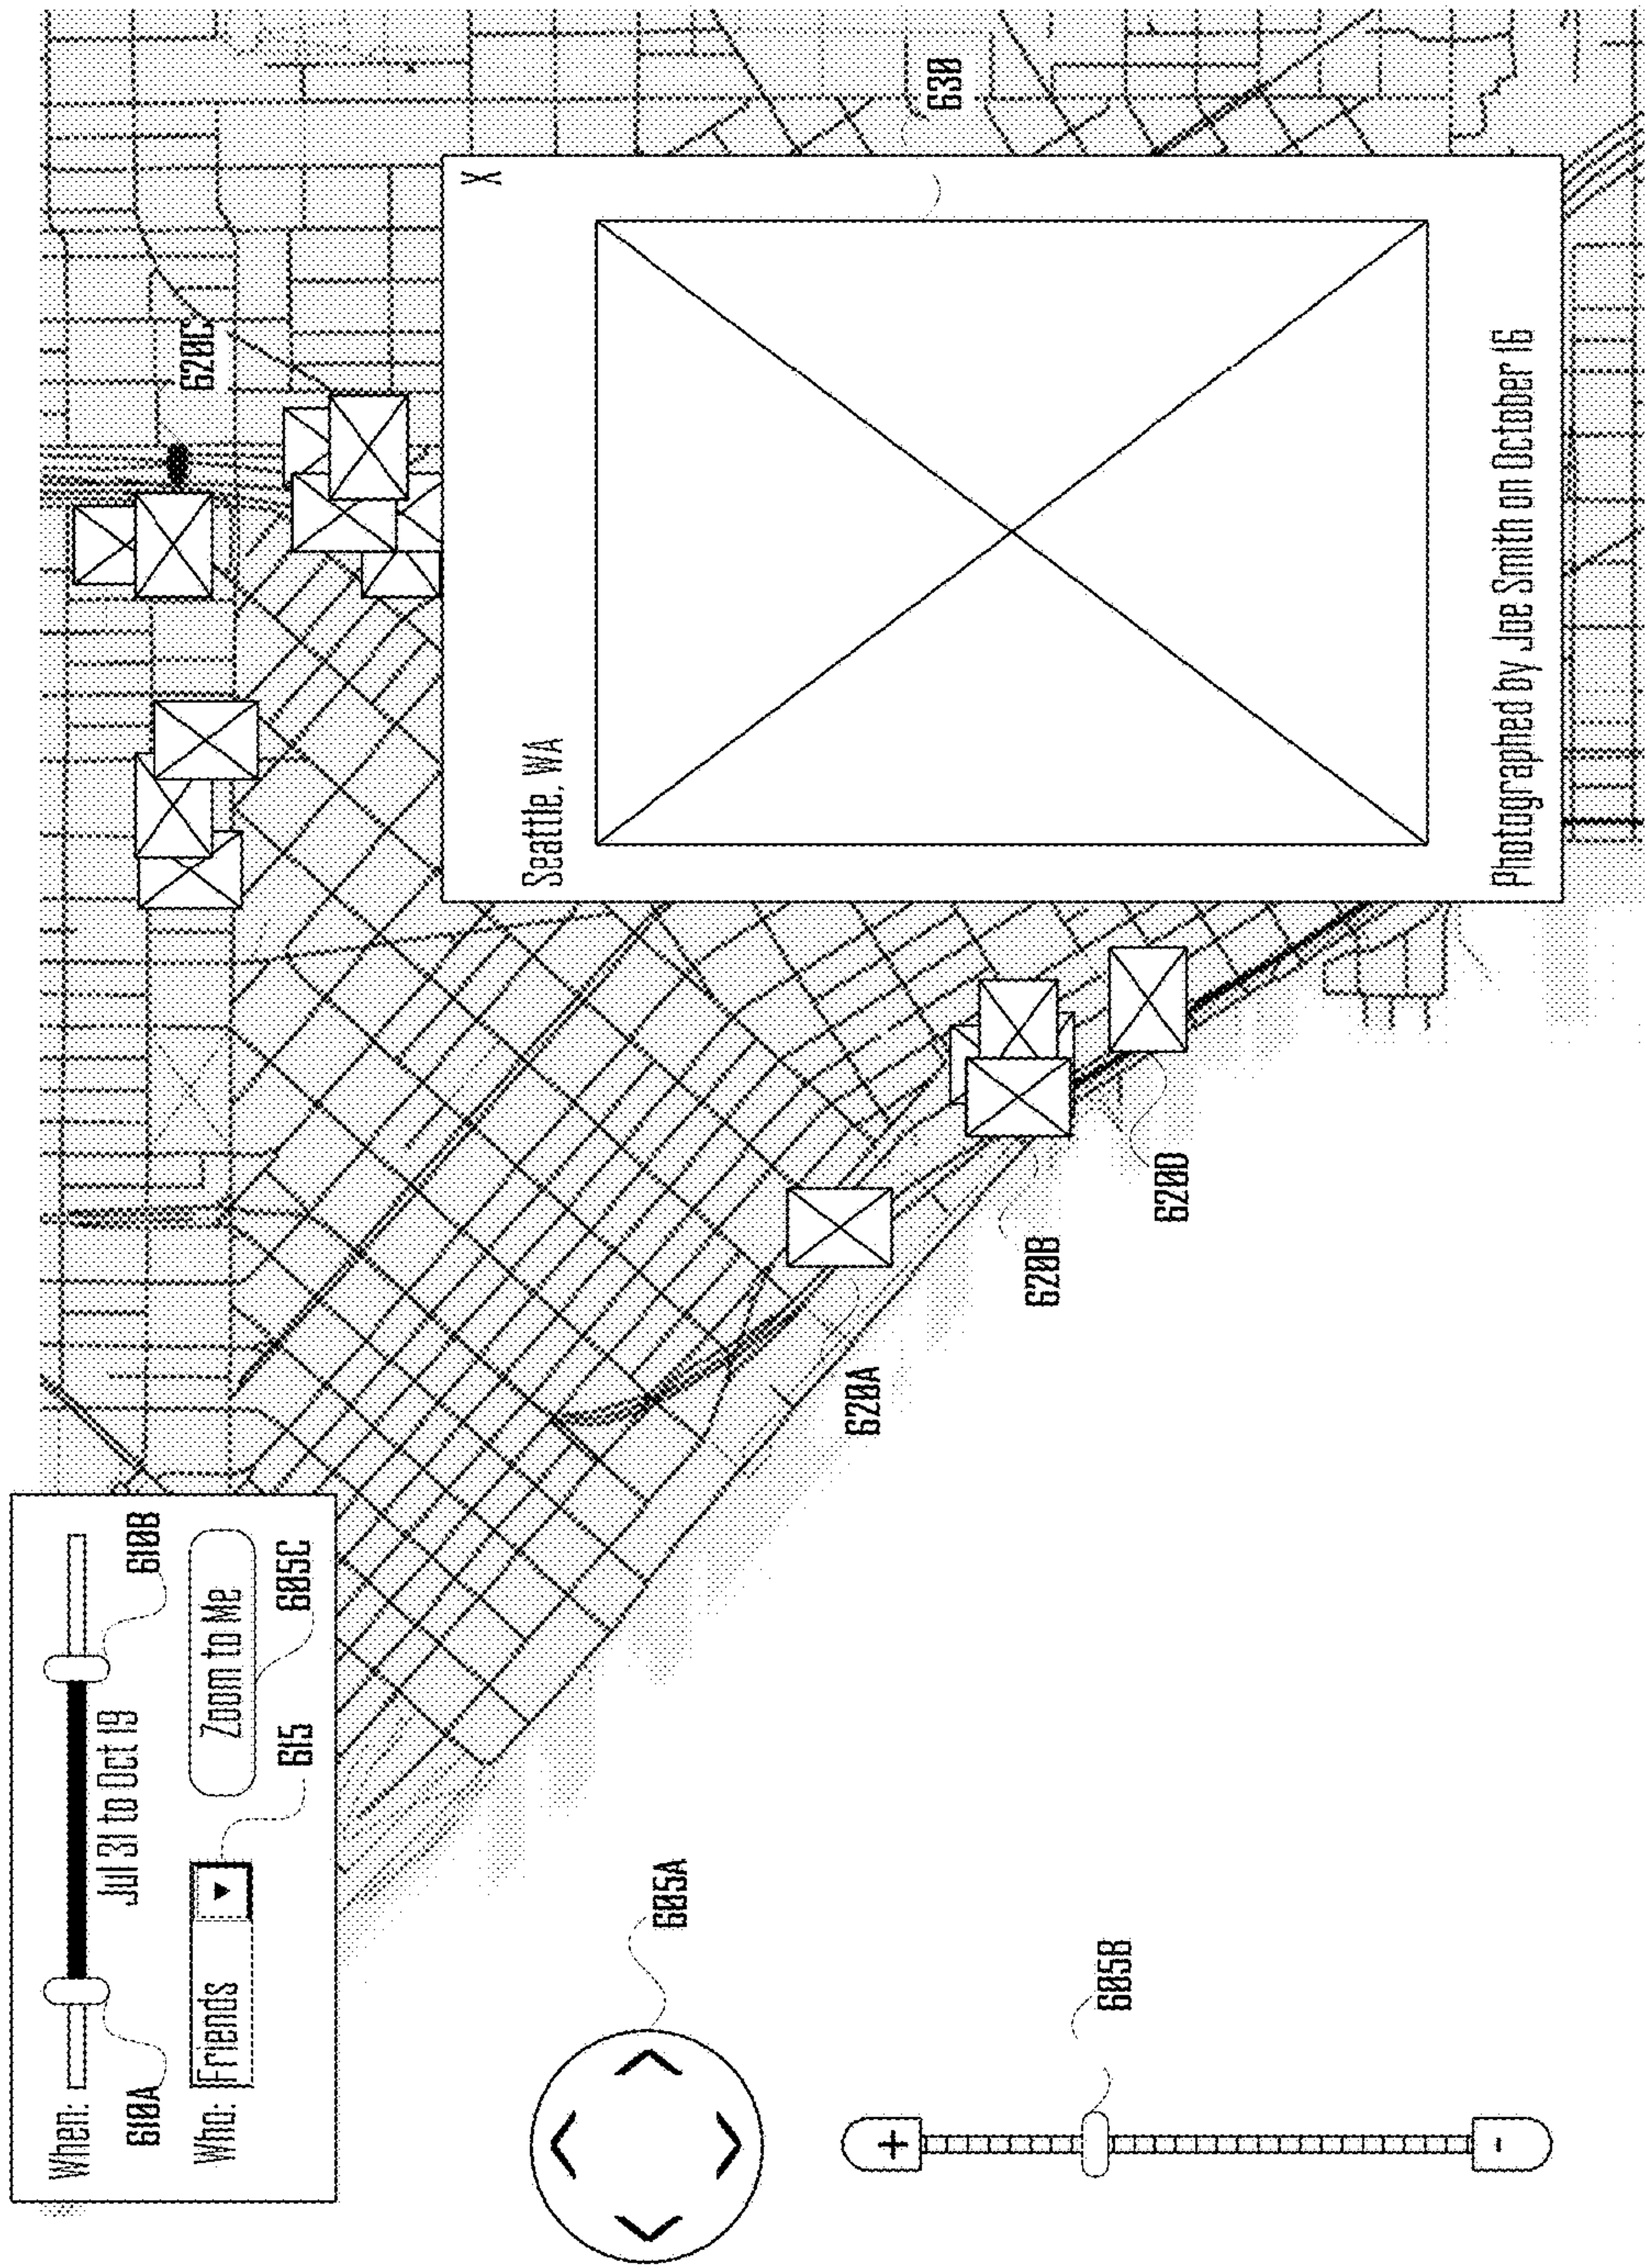 When:
610A
Jul 31 to Oct 19
610B
Who: Friends
615
Zoom to Me
605C
620C
X
Seattle, WA
630
Photographed by Joe Smith on October 16
605A
+
605B
-
620A
620B
620D